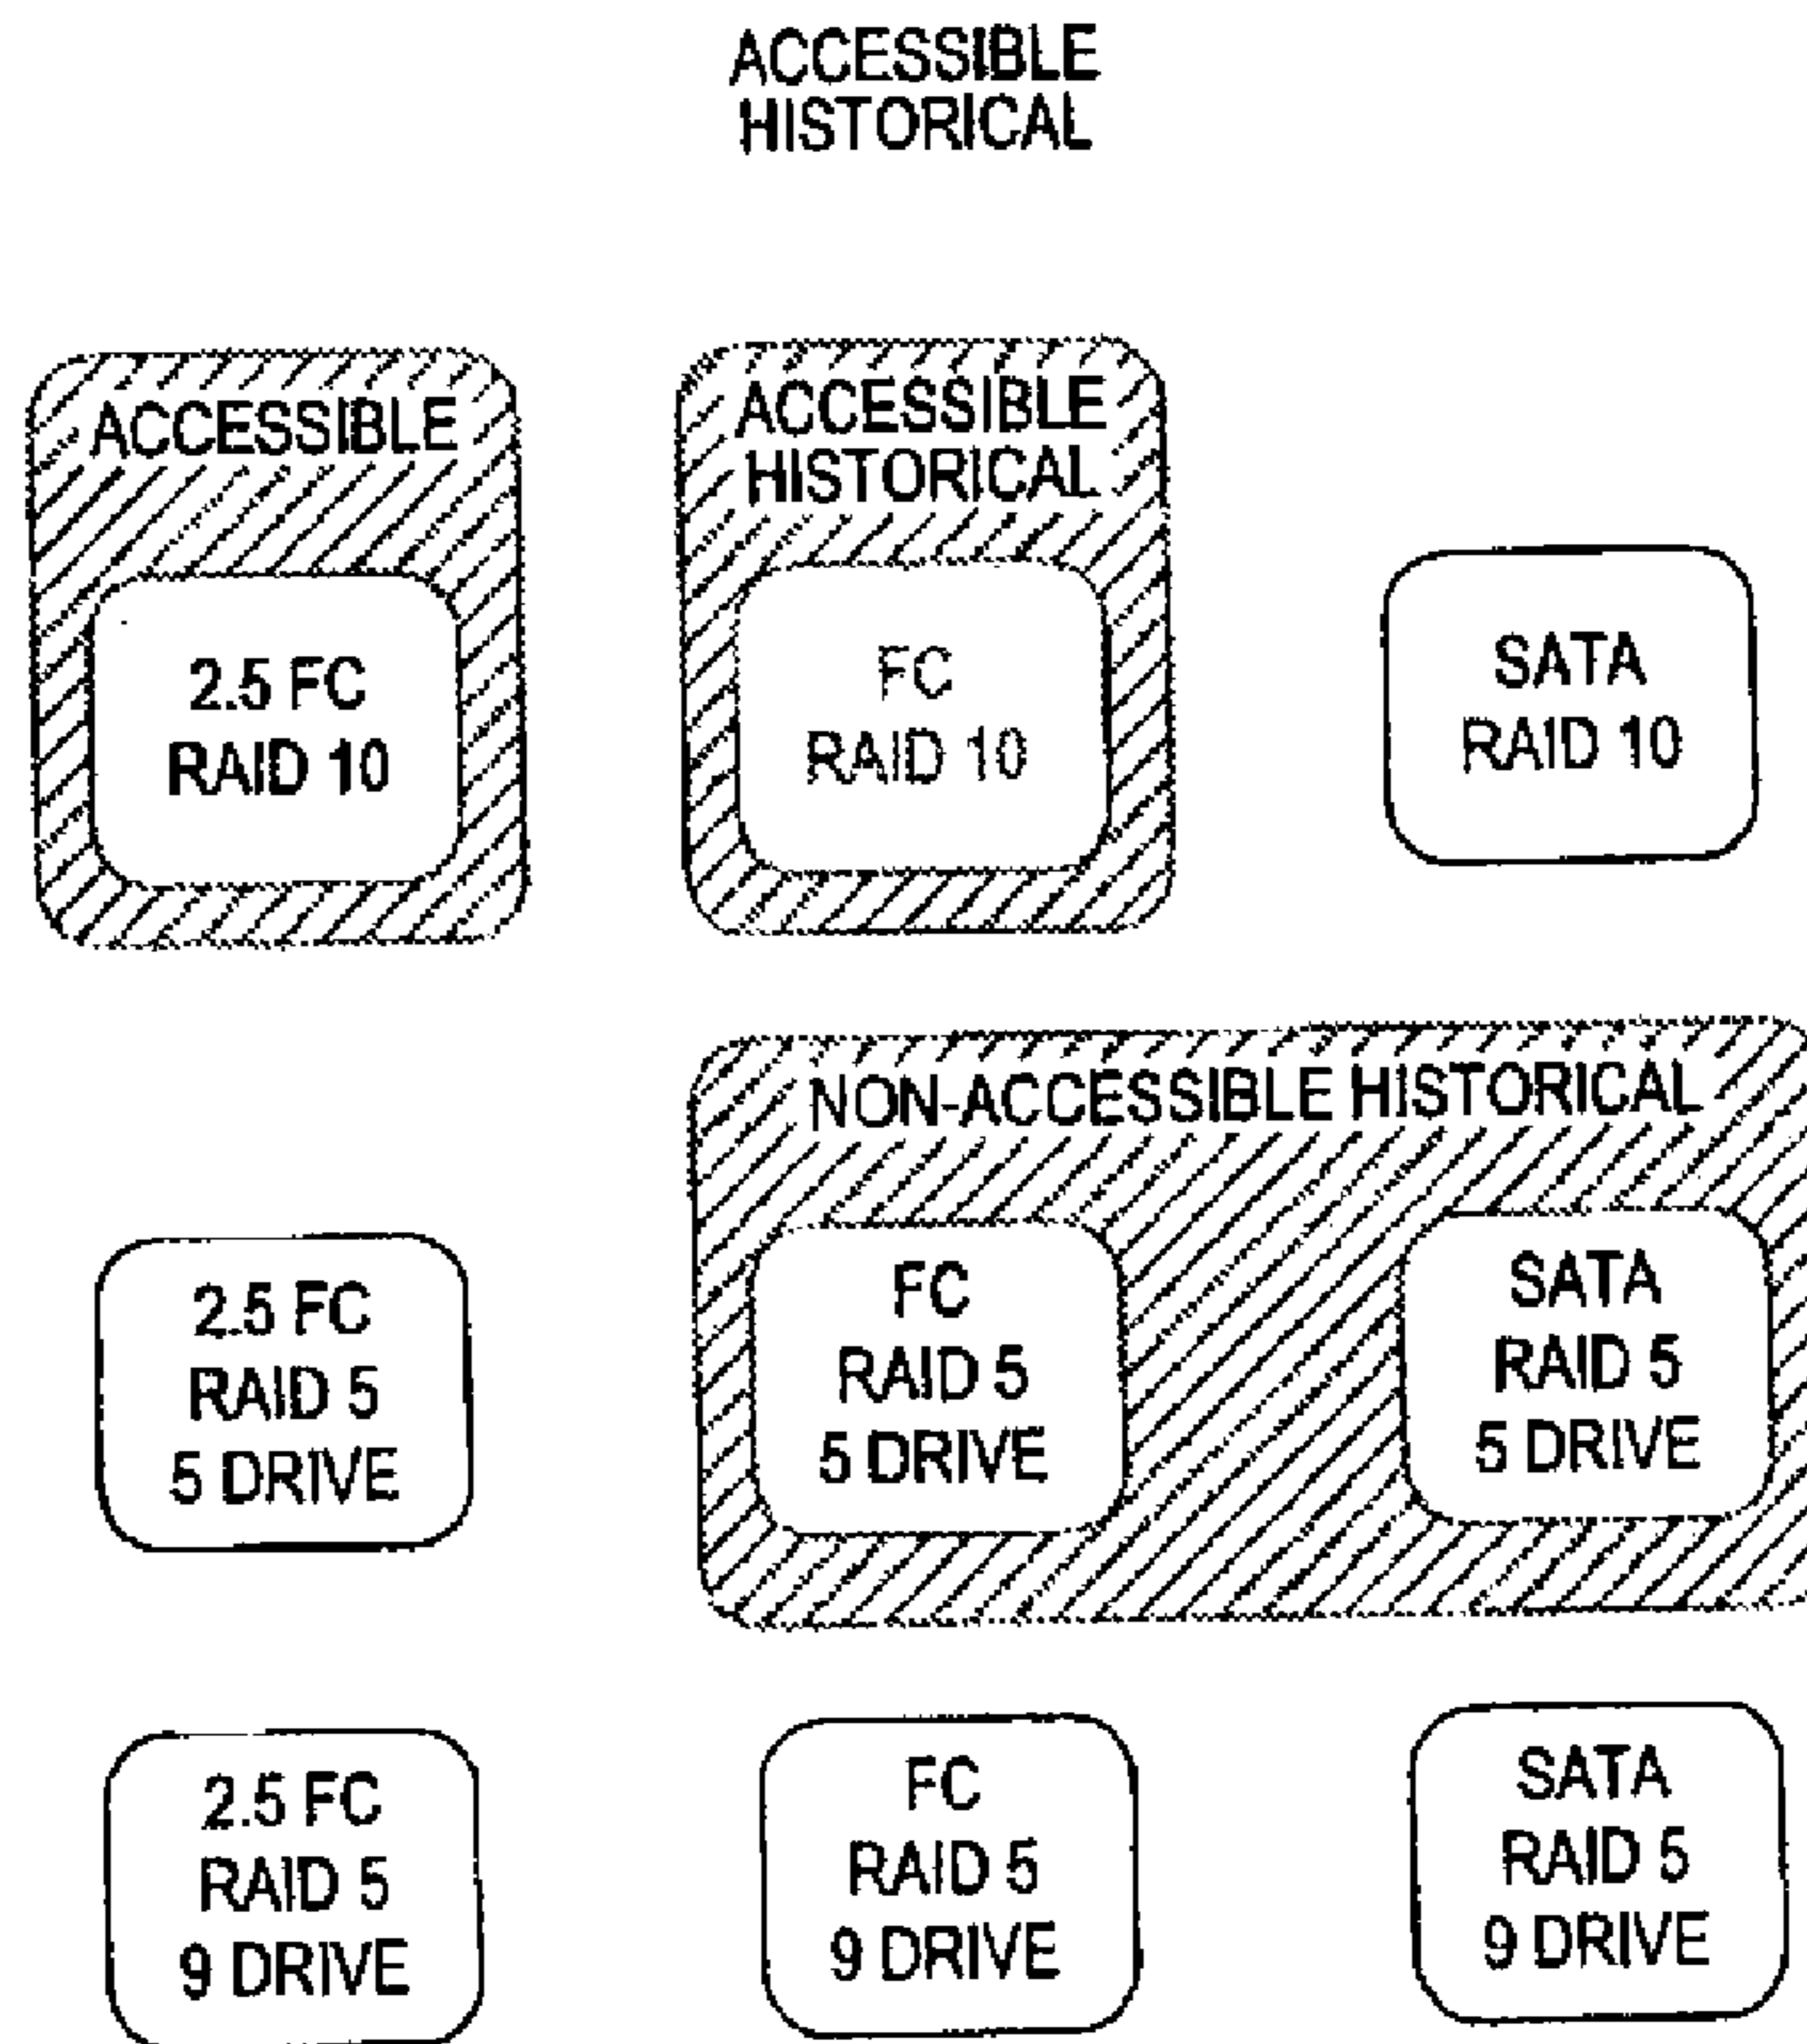 ACCESSIBLE
HISTORICAL
ACCESSIBLE
ACCESSIBLE
HISTORICAL
2.5 FC
RAID 10
FC
RAID 10
SATA
RAID 10
NON-ACCESSIBLE HISTORICAL
2.5 FC
RAID 5
5 DRIVE
FC
RAID 5
5 DRIVE
SATA
RAID 5
5 DRIVE
2.5 FC
RAID 5
9 DRIVE
FC
RAID 5
9 DRIVE
SATA
RAID 5
9 DRIVE